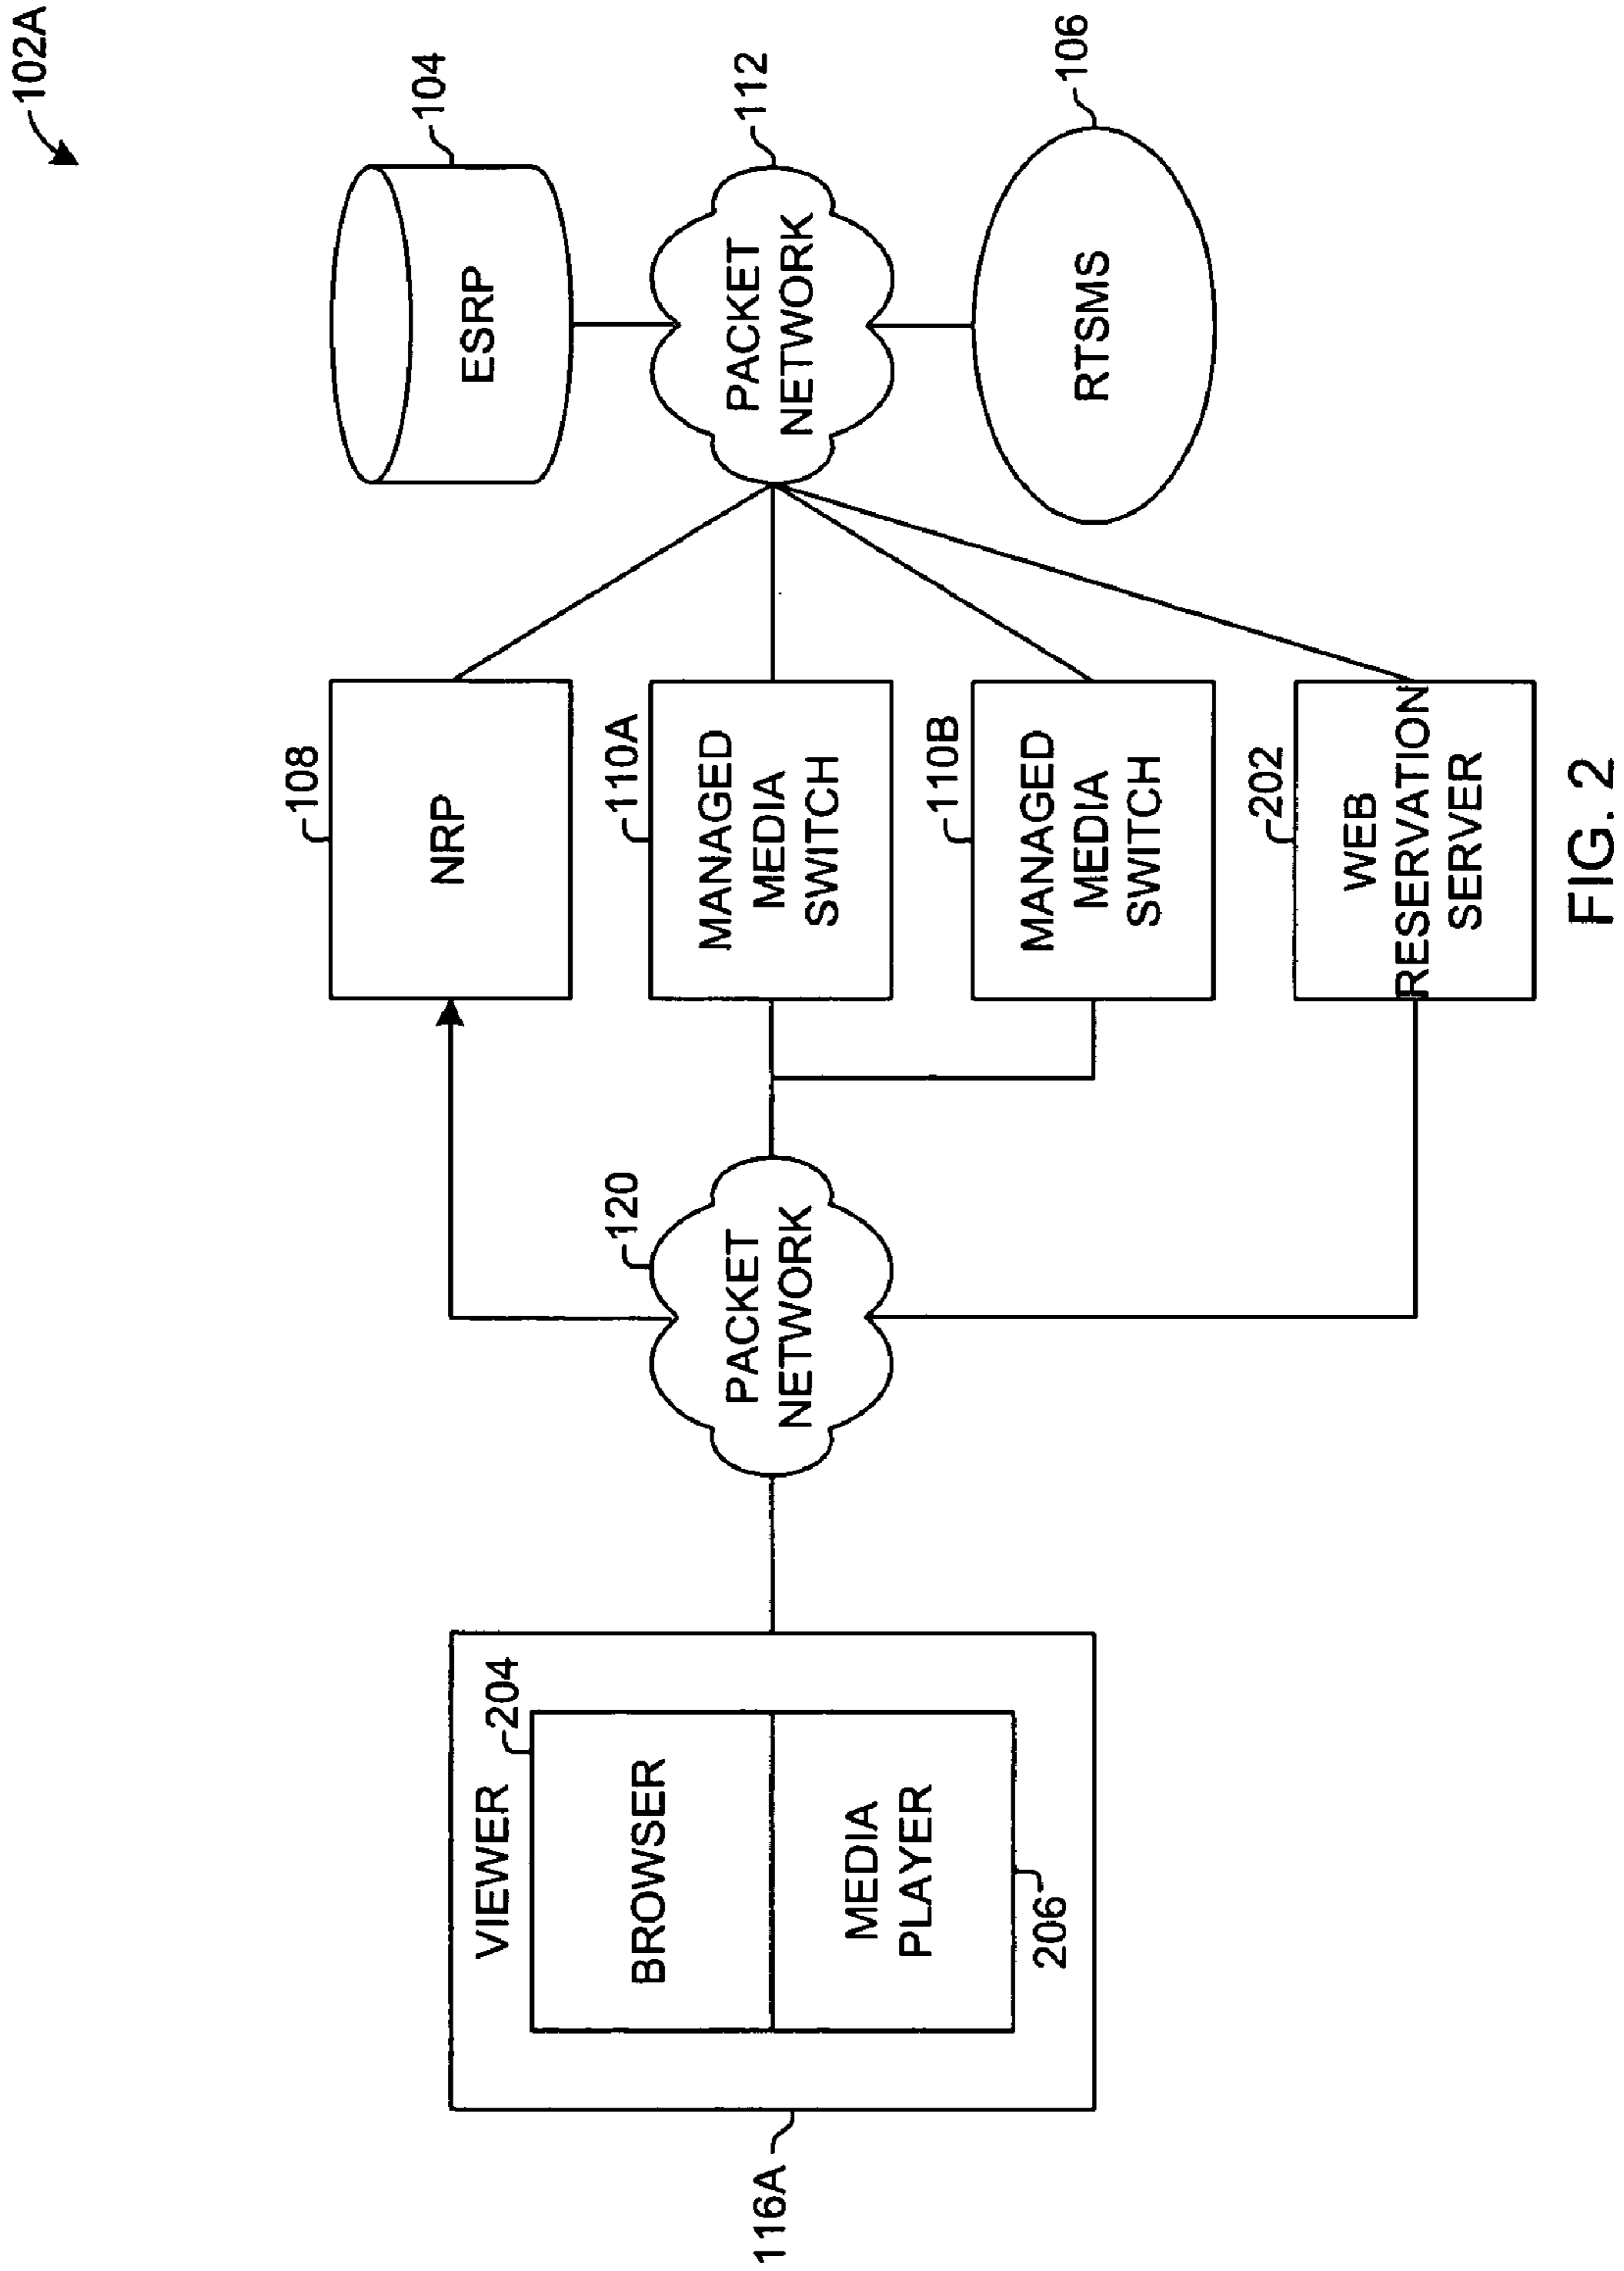 102A
104
ESRP
112
PACKET
NETWORK
106
RTSMS
108
NRP
110A
MANAGED
MEDIA
SWITCH
110B
MANAGED
MEDIA
SWITCH
202
WEB
RESERVATION
SERVER
120
PACKET
NETWORK
VIEWER
204
BROWSER
MEDIA
PLAYER
206
116A
FIG. 2